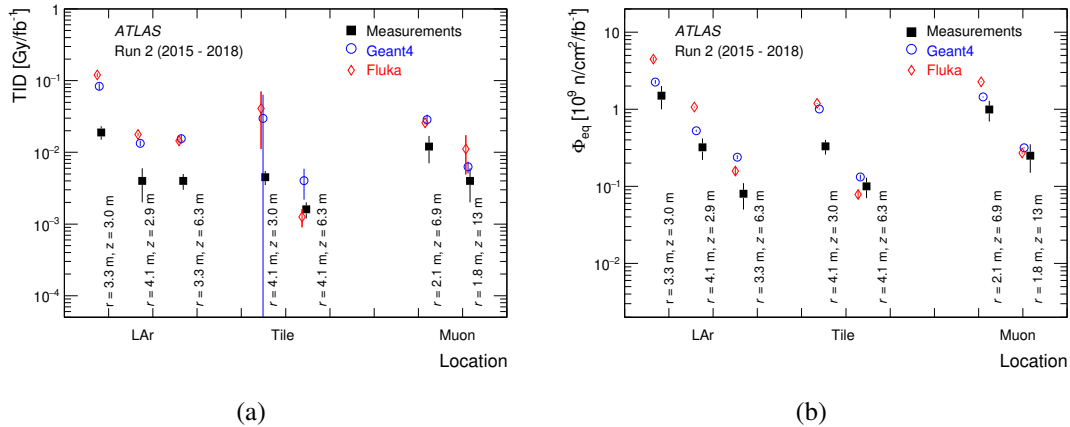 TID [Gy/fb⁻¹]
1
10⁻¹
10⁻²
10⁻³
10⁻⁴
ATLAS
Run 2 (2015 - 2018)
Measurements
Geant4
Fluka
r = 3.3 m, z = 3.0 m
r = 4.1 m, z = 2.9 m
r = 3.3 m, z = 6.3 m
r = 4.1 m, z = 3.0 m
r = 4.1 m, z = 6.3 m
r = 2.1 m, z = 6.9 m
r = 1.8 m, z = 13 m
LAr
Tile
Muon
Location
(a)
Φeq [10⁹ n/cm²/fb⁻¹]
10
1
10⁻¹
10⁻²
ATLAS
Run 2 (2015 - 2018)
Measurements
Geant4
Fluka
r = 3.3 m, z = 3.0 m
r = 4.1 m, z = 2.9 m
r = 3.3 m, z = 6.3 m
r = 4.1 m, z = 3.0 m
r = 4.1 m, z = 6.3 m
r = 2.1 m, z = 6.9 m
r = 1.8 m, z = 13 m
LAr
Tile
Muon
Location
(b)